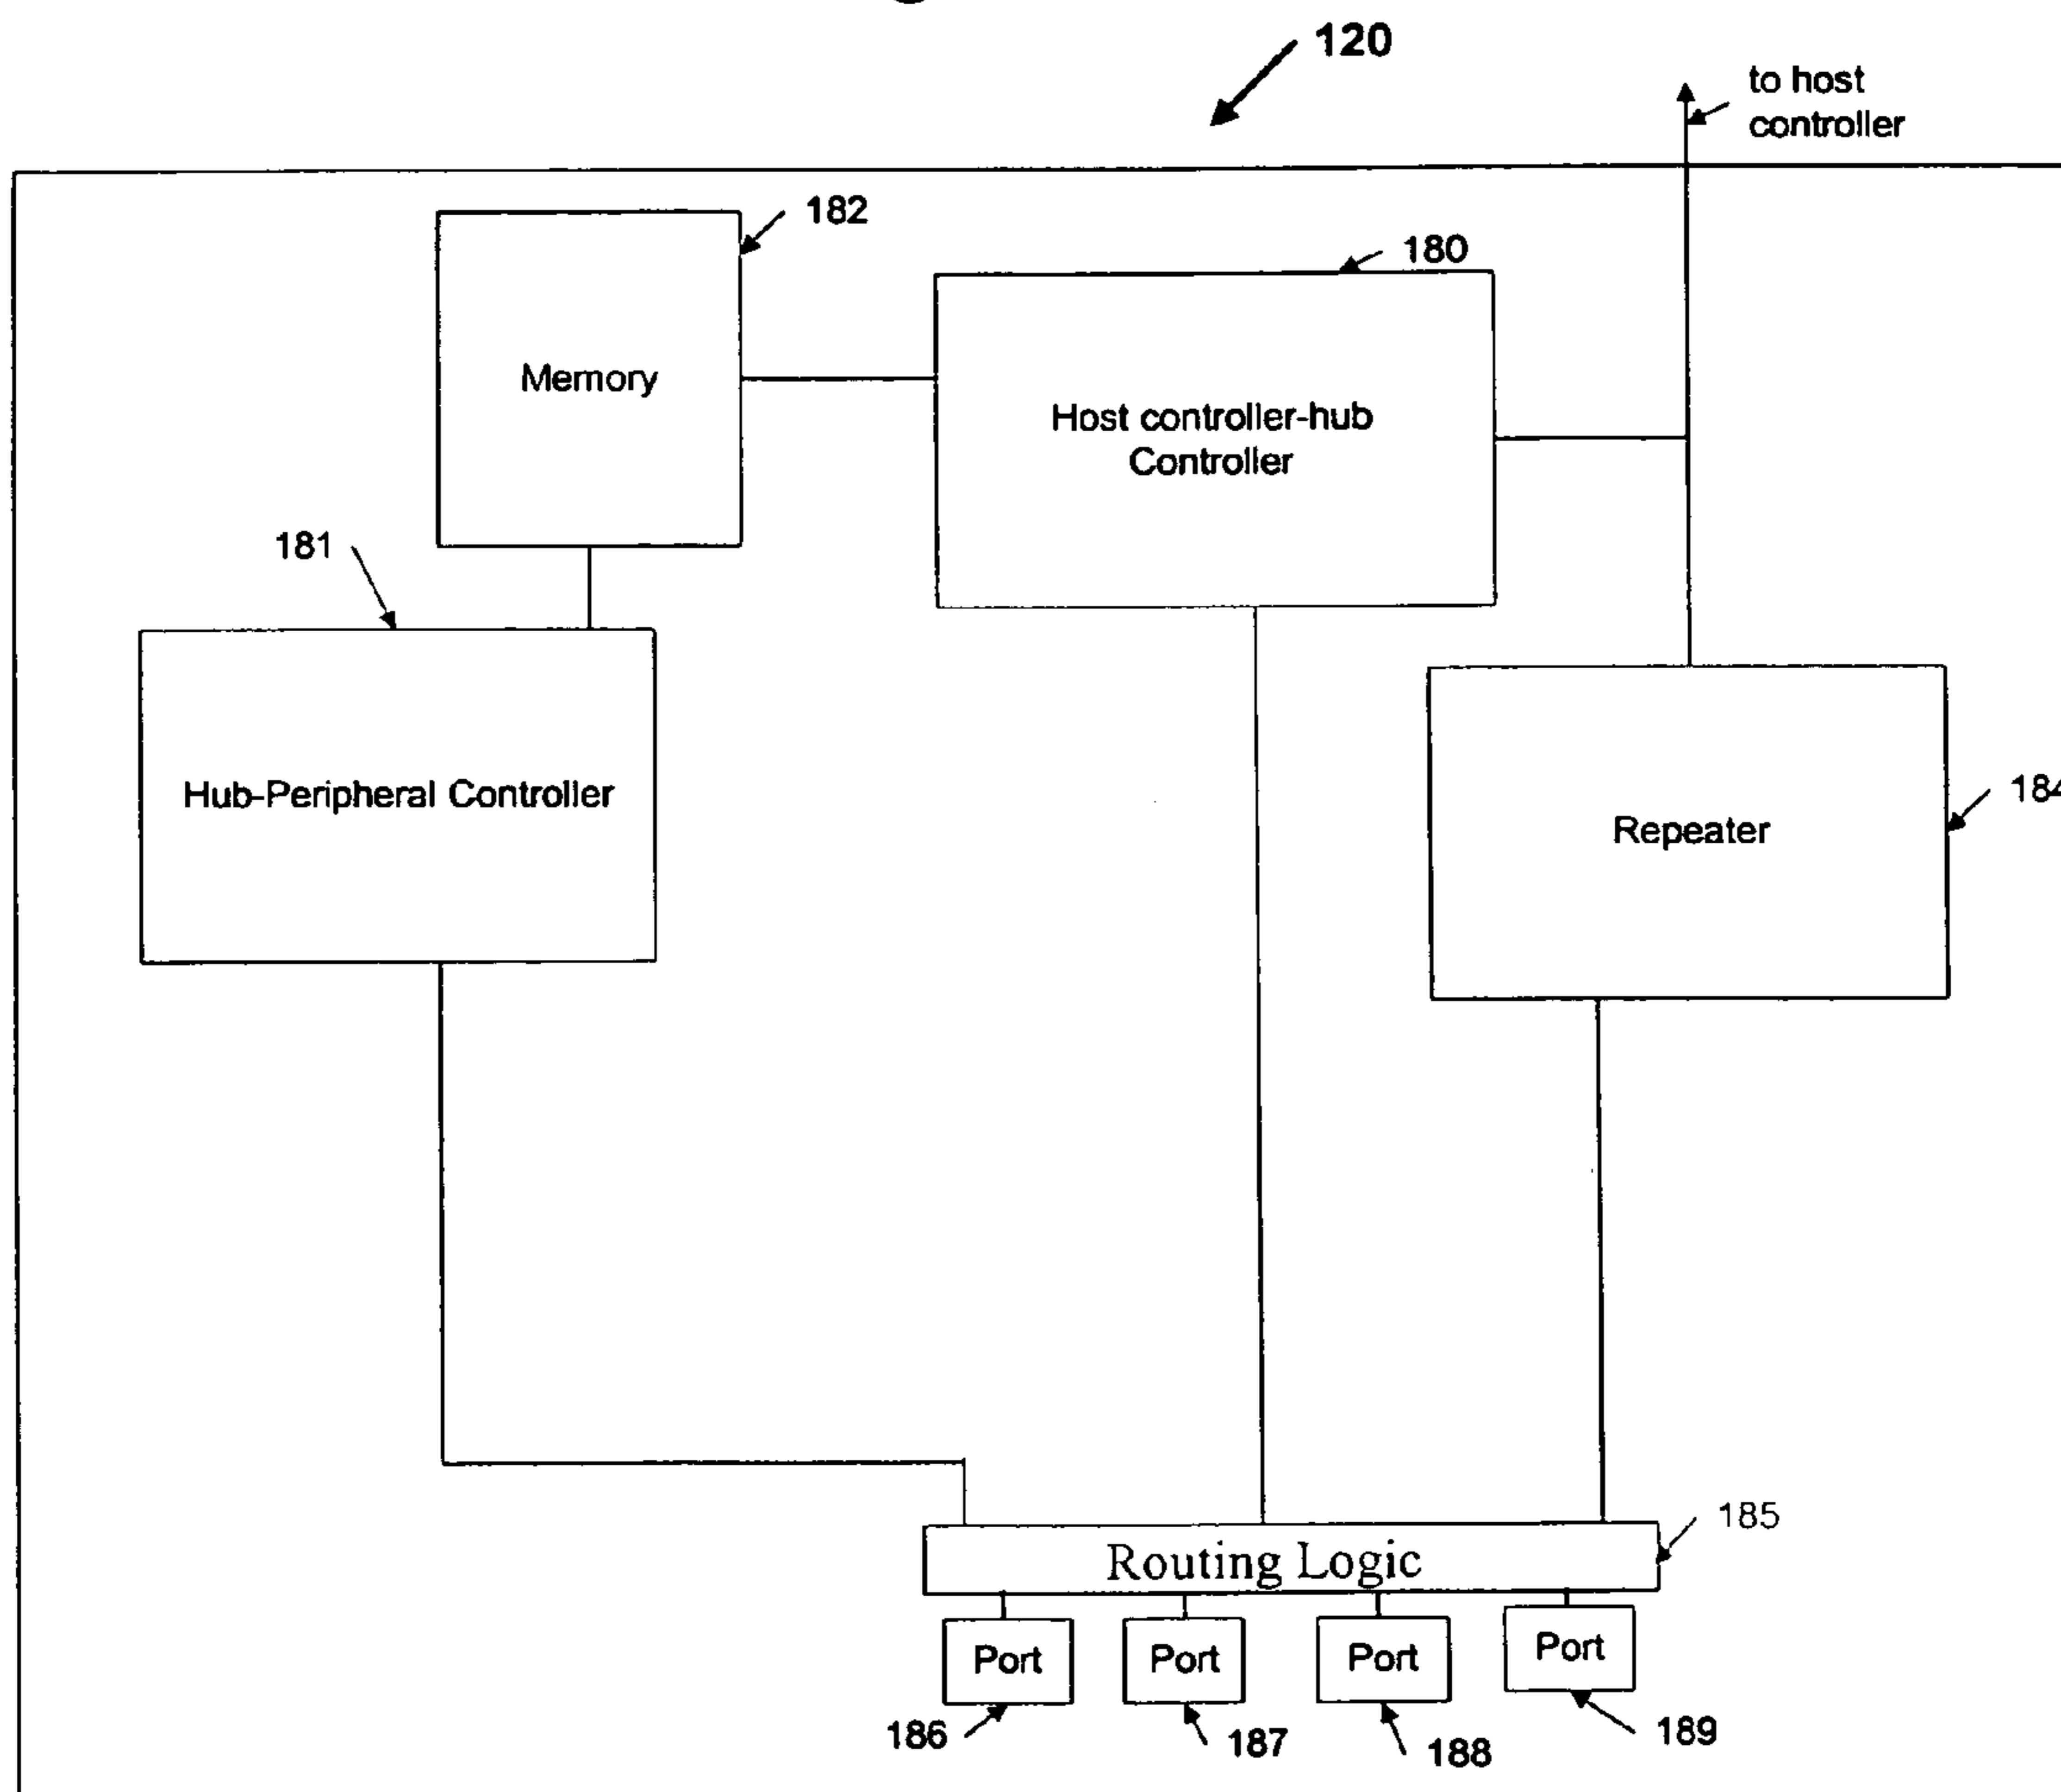 120
to host
controller
182
180
Memory
Host controller-hub
Controller
181
Hub-Peripheral Controller
184
Repeater
185
Routing Logic
Port
Port
Port
Port
186
187
188
189